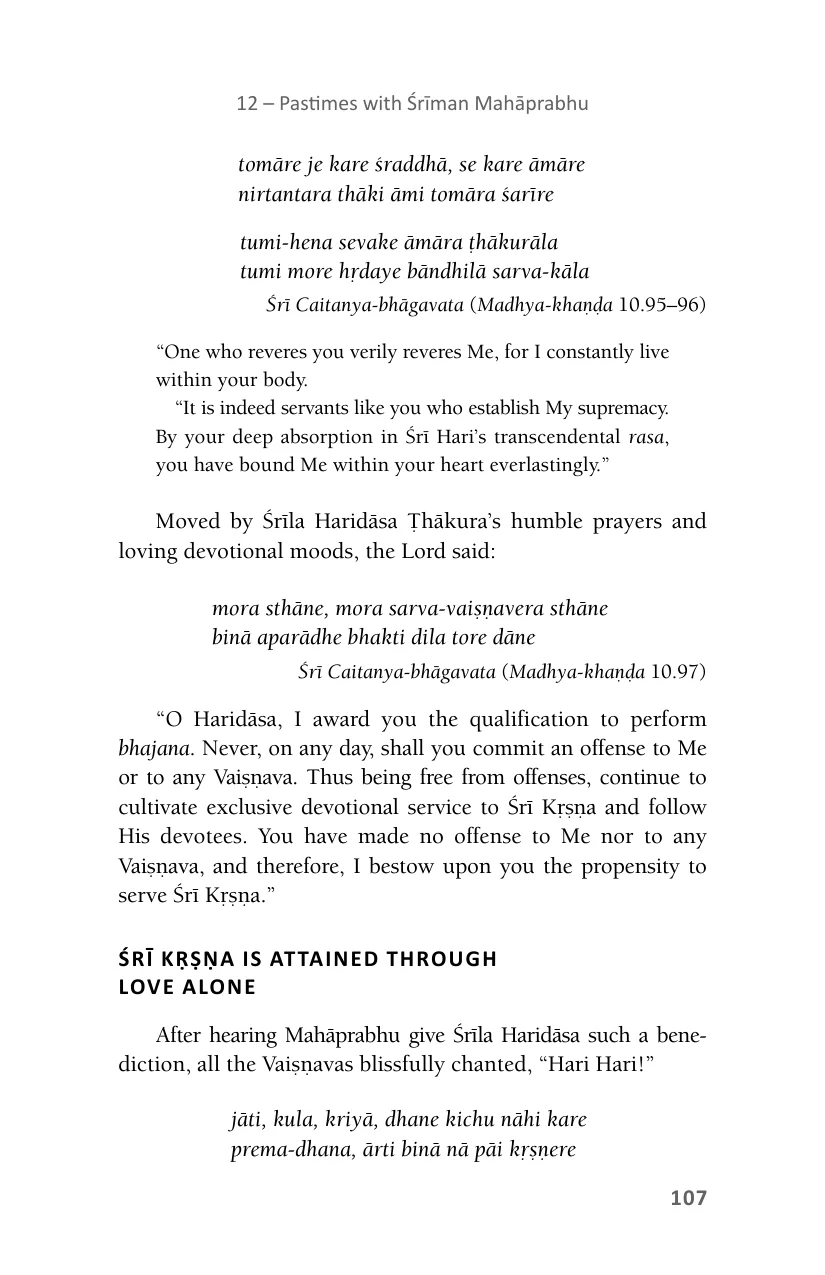 12 – Pastimes with Śrīman Mahāprabhu
tomāre je kare śraddhā, se kare āmāre
nirtantara thāki āmi tomāra śarīre
tumi-hena sevake āmāra ṭhākurāla
tumi more hṛdaye bāndhilā sarva-kāla
Śrī Caitanya-bhāgavata (Madhya-khaṇḍa 10.95–96)
“One who reveres you verily reveres Me, for I constantly live
within your body.
“It is indeed servants like you who establish My supremacy.
By your deep absorption in Śrī Hari’s transcendental rasa,
you have bound Me within your heart everlastingly.”
Moved by Śrīla Haridāsa Ṭhākura’s humble prayers and
loving devotional moods, the Lord said:
mora sthāne, mora sarva-vaiṣṇavera sthāne
binā aparādhe bhakti dila tore dāne
Śrī Caitanya-bhāgavata (Madhya-khaṇḍa 10.97)
“O Haridāsa, I award you the qualification to perform
bhajana. Never, on any day, shall you commit an offense to Me
or to any Vaiṣṇava. Thus being free from offenses, continue to
cultivate exclusive devotional service to Śrī Kṛṣṇa and follow
His devotees. You have made no offense to Me nor to any
Vaiṣṇava, and therefore, I bestow upon you the propensity to
serve Śrī Kṛṣṇa.”
ŚRĪ KṚṢṆA IS ATTAINED THROUGH
LOVE ALONE
After hearing Mahāprabhu give Śrīla Haridāsa such a bene-
diction, all the Vaiṣṇavas blissfully chanted, “Hari Hari!”
jāti, kula, kriyā, dhane kichu nāhi kare
prema-dhana, ārti binā nā pāi kṛṣṇere
107